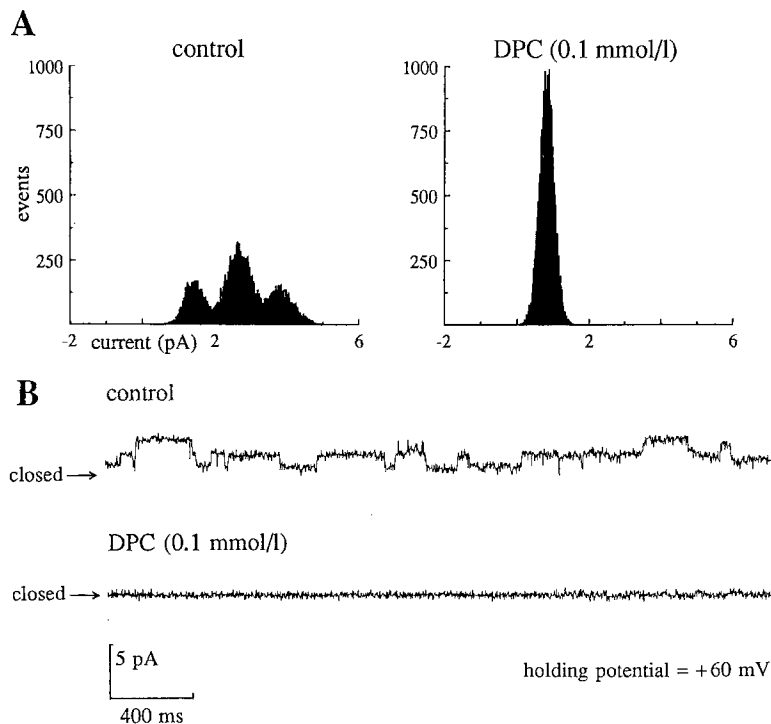 A
control
DPC (0.1 mmol/l)
1000
750
500
250
events
-2
current (pA)
2
6
1000
750
500
250
-2
2
6
B
control
closed
DPC (0.1 mmol/l)
closed
5 pA
400 ms
holding potential = +60 mV